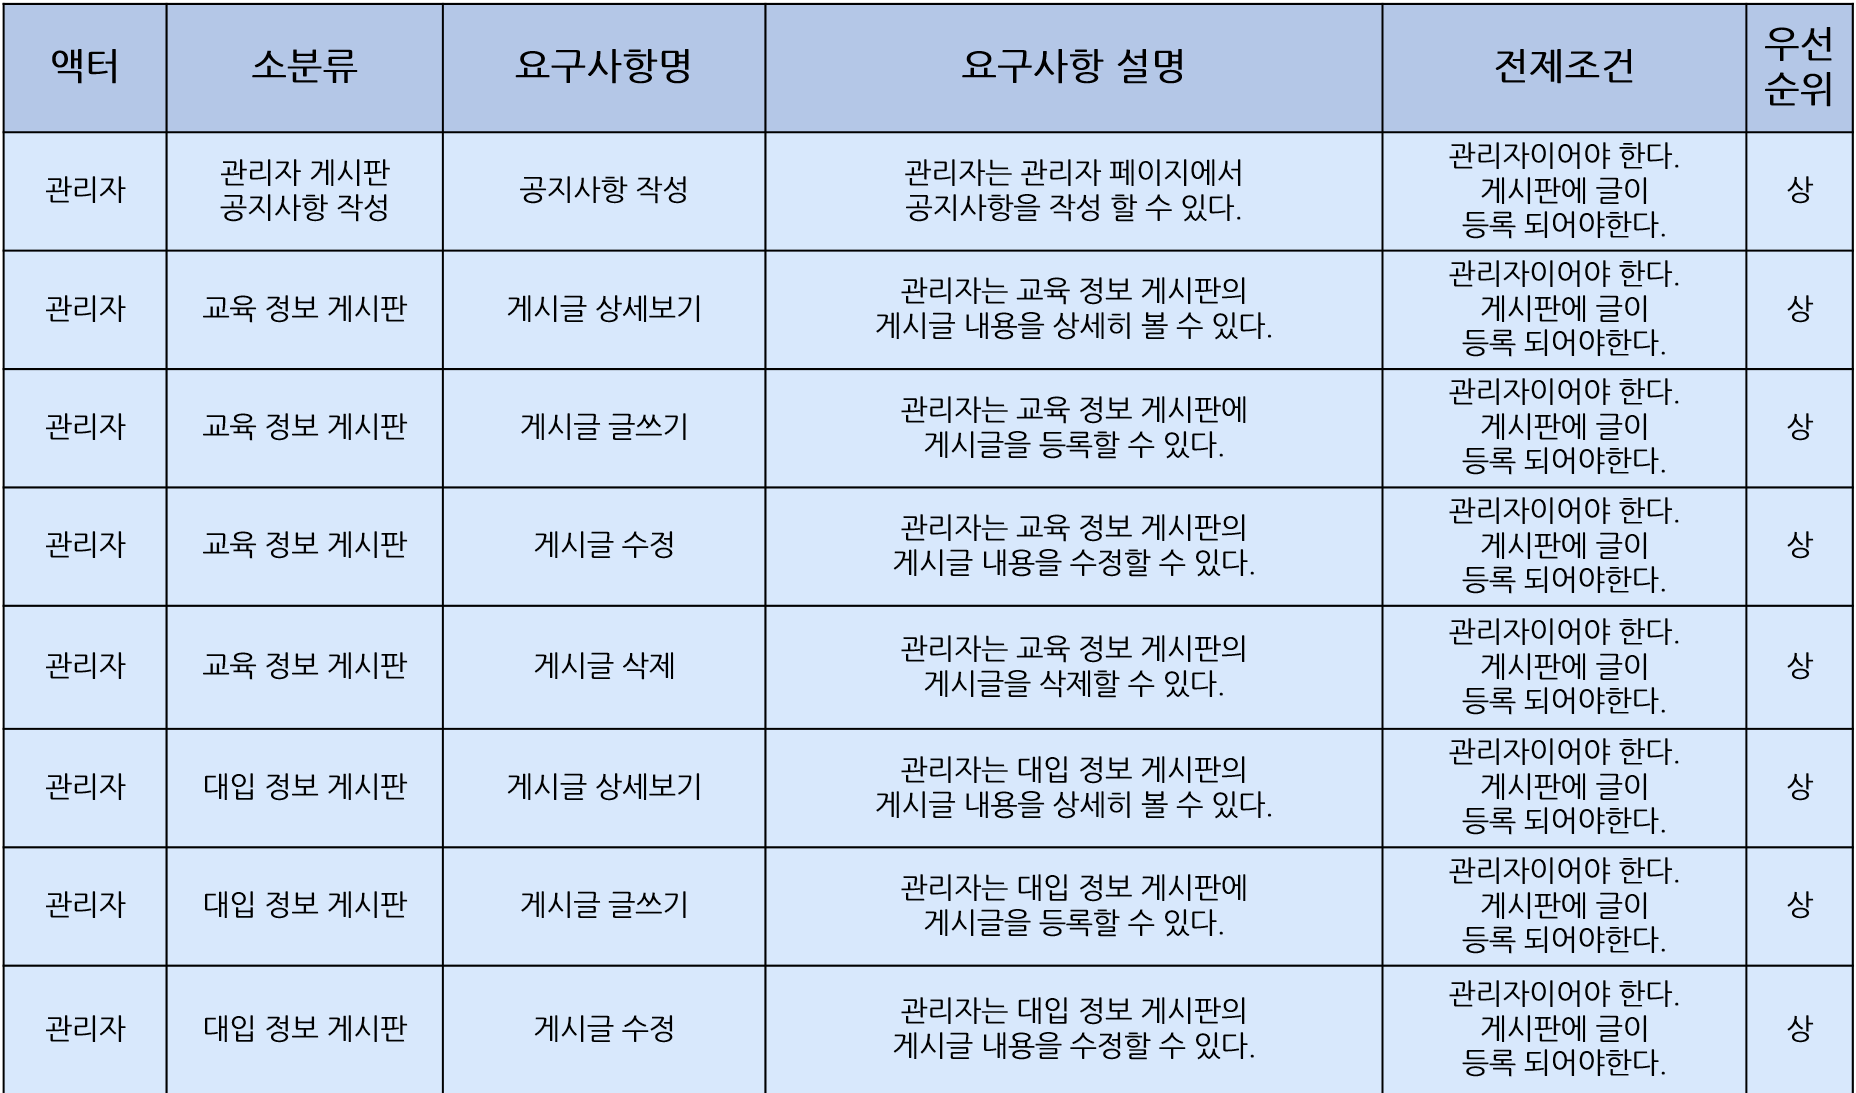 액터 소분류 요구사항명 요구사항 설명 전제조건 우선
순위
관리자
관리자 게시판
공지사항 작성
공지사항 작성
관리자는 관리자 페이지에서
공지사항을 작성 할 수 있다.
관리자이어야 한다.
게시판에 글이
등록 되어야한다.
상
관리자
교육 정보 게시판
게시글 상세보기
관리자는 교육 정보 게시판의
게시글 내용을 상세히 볼 수 있다.
관리자이어야 한다.
게시판에 글이
등록 되어야한다.
상
관리자
교육 정보 게시판
게시글 글쓰기
관리자는 교육 정보 게시판에
게시글을 등록할 수 있다.
관리자이어야 한다.
게시판에 글이
등록 되어야한다.
상
관리자
교육 정보 게시판
게시글 수정
관리자는 교육 정보 게시판의
게시글 내용을 수정할 수 있다.
관리자이어야 한다.
게시판에 글이
등록 되어야한다.
상
관리자
교육 정보 게시판
게시글 삭제
관리자는 교육 정보 게시판의
게시글을 삭제할 수 있다.
관리자이어야 한다.
게시판에 글이
등록 되어야한다.
상
관리자
대입 정보 게시판
게시글 상세보기
관리자는 대입 정보 게시판의
게시글 내용을 상세히 볼 수 있다.
관리자이어야 한다.
게시판에 글이
등록 되어야한다.
상
관리자
대입 정보 게시판
게시글 글쓰기
관리자는 대입 정보 게시판에
게시글을 등록할 수 있다.
관리자이어야 한다.
게시판에 글이
등록 되어야한다.
상
관리자
대입 정보 게시판
게시글 수정
관리자는 대입 정보 게시판의
게시글 내용을 수정할 수 있다.
관리자이어야 한다.
게시판에 글이
등록 되어야한다.
상